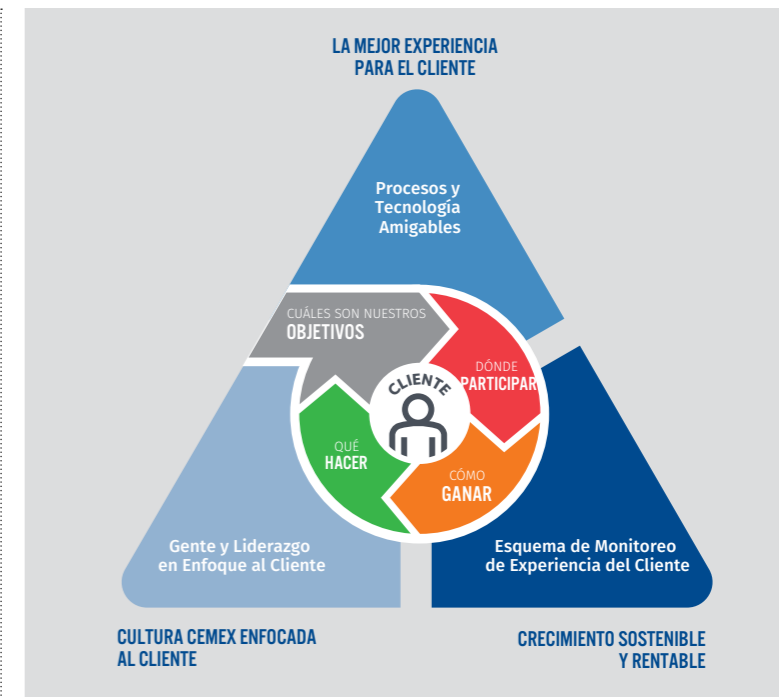 LA MEJOR EXPERIENCIA
PARA EL CLIENTE
Procesos y
Tecnología
Amigables
CUÁLES SON NUESTROS
OBJETIVOS
DÓNDE
PARTICIPAR
CLIENTE
QUÉ
HACER
CÓMO
GANAR
Gente y Liderazgo
en Enfoque al Cliente
Esquema de Monitoreo
de Experiencia del Cliente
CULTURA CEMEX ENFOCADA
AL CLIENTE
CRECIMIENTO SOSTENIBLE
Y RENTABLE